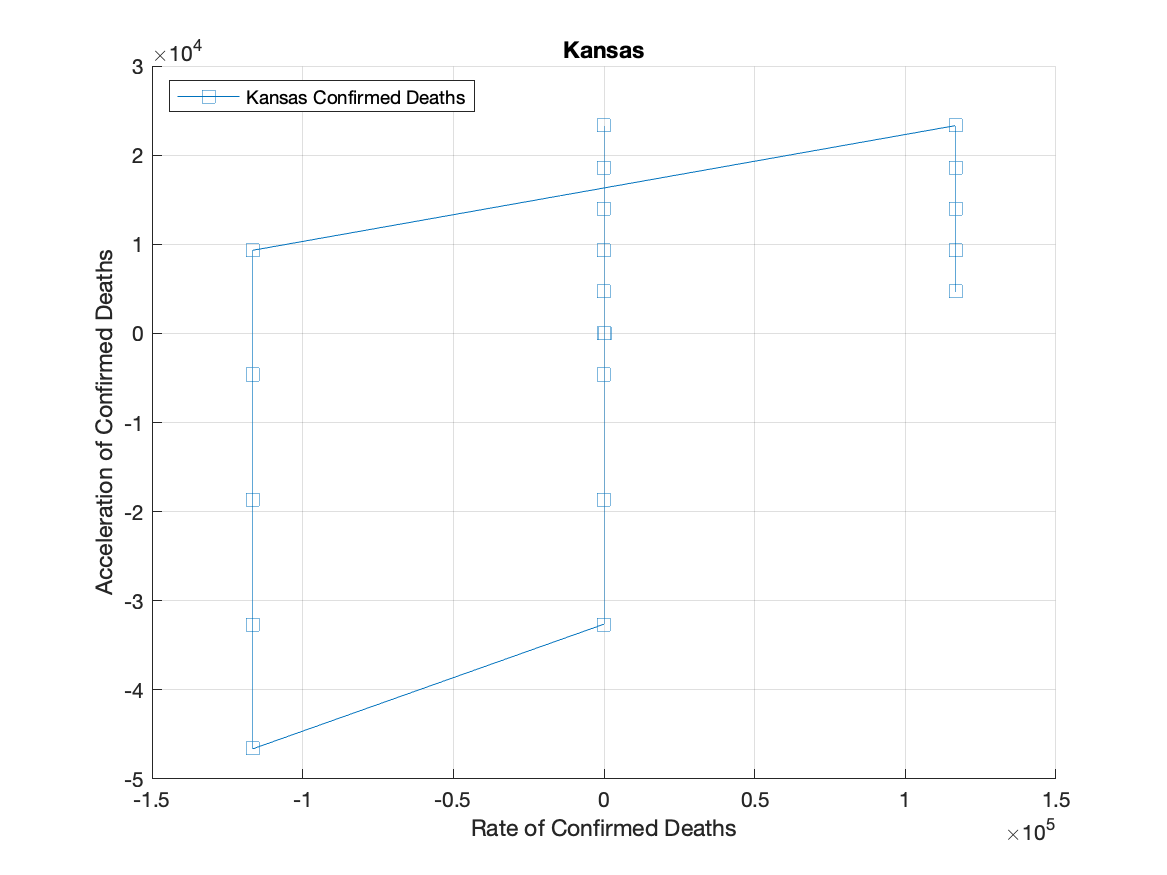 Kansas
×10^4
Kansas Confirmed Deaths
3
2
1
0
-1
-2
-3
-4
-5
Acceleration of Confirmed Deaths
-1.5 -1 -0.5 0 0.5 1 1.5
Rate of Confirmed Deaths
×10^5